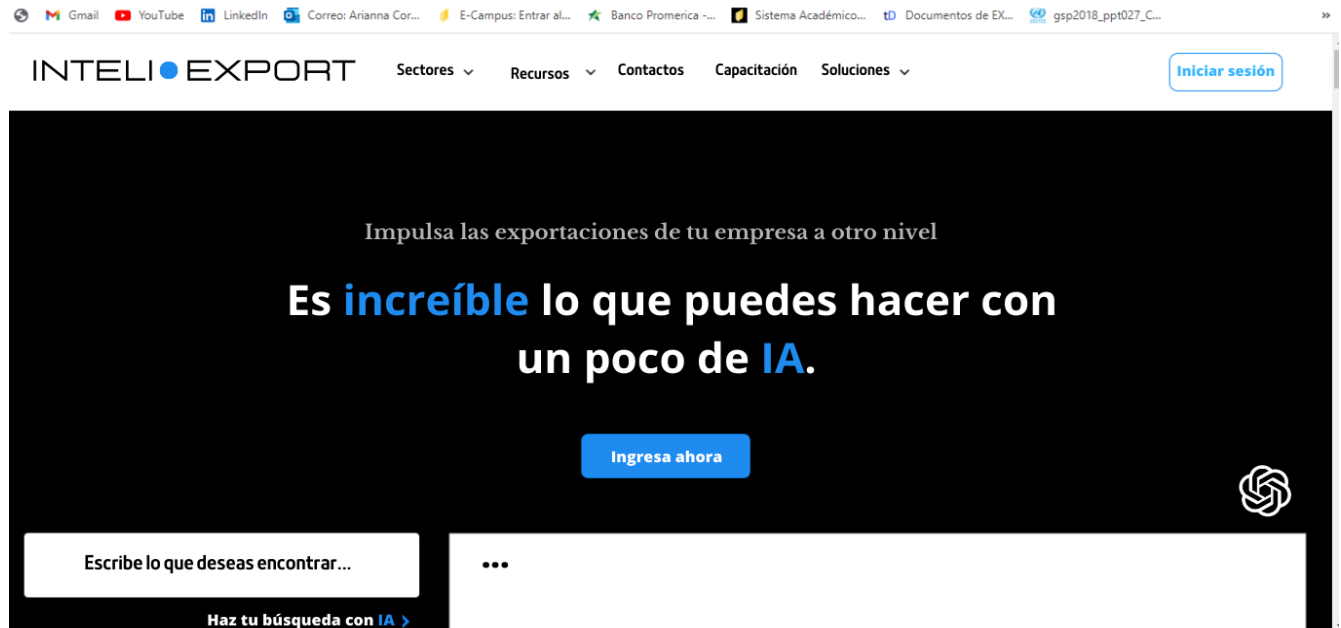 Gmail YouTube LinkedIn Correo: Arianna Cor... E-Campus: Entrar al... Banco Promerica -... Sistema Académico... tD Documentos de EX... gsp2018_ppt027_C... »
INTELI EXPORT Sectores Recursos Contactos Capacitación Soluciones Iniciar sesión
Impulsa las exportaciones de tu empresa a otro nivel
Es increíble lo que puedes hacer con
un poco de IA.
Ingresa ahora
Escribe lo que deseas encontrar...
•••
Haz tu búsqueda con IA >